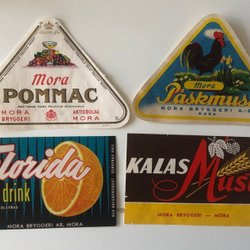 Mora
POMMAC
MORA BRYGGERI
AKTIEBOLAG MORA
Mora
Påskmust
MORA BRYGGERI A.B.
MORA
Florida
drink
MORA BRYGGERI AB, MORA
KALAS
Must
MORA BRYGGERI — MORA